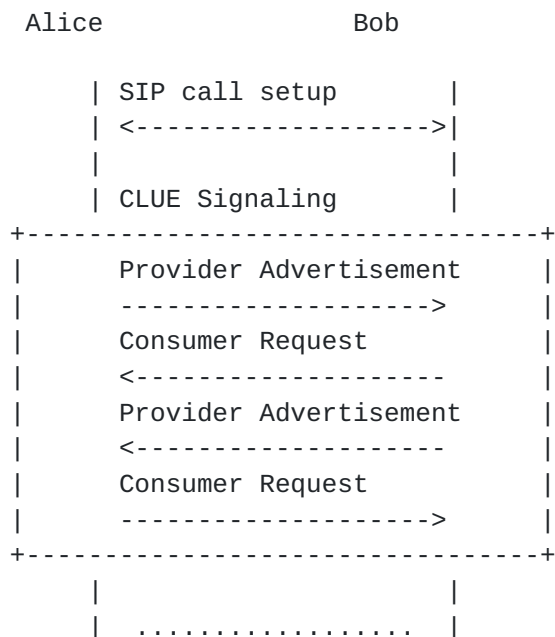 Alice Bob
| SIP call setup |
| <------------------->|
| |
| CLUE Signaling |
+---------------------------------+
| Provider Advertisement |
| --------------------> |
| Consumer Request |
| <-------------------- |
| Provider Advertisement |
| <-------------------- |
| Consumer Request |
| --------------------> |
+---------------------------------+
| |
| .................. |